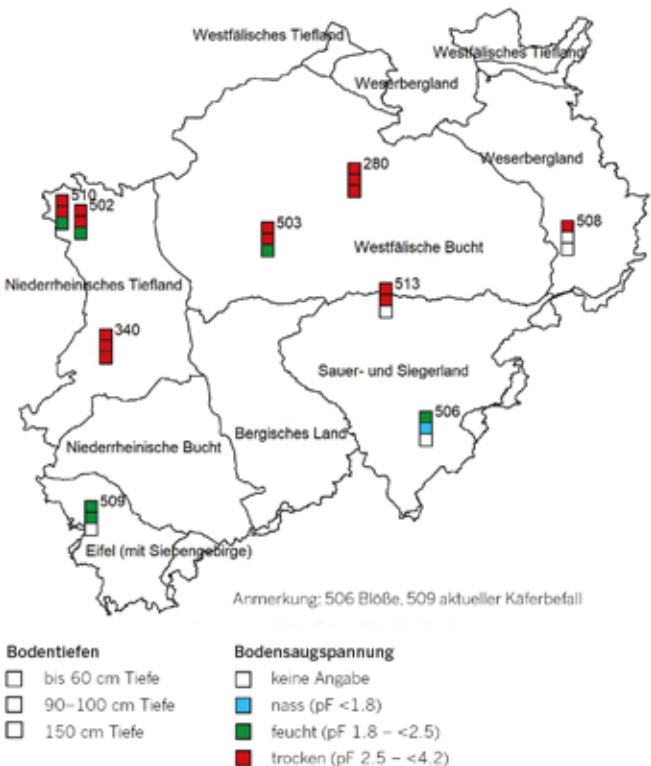 Westfälisches Tiefland
Westfälisches Tiefland
Weserbergland
Weserbergland
280
510
502
503
508
Westfälische Bucht
Niederrheinisches Tiefland
513
340
Sauer- und Siegerland
506
Bergisches Land
Niederrheinische Bucht
509
Eifel (mit Siebengebirge)
Anmerkung: 506 Blöße, 509 aktueller Käferbefall
Bodentiefen
bis 60 cm Tiefe
90–100 cm Tiefe
150 cm Tiefe
Bodensaugspannung
keine Angabe
nass (pF <1.8)
feucht (pF 1.8 – <2.5)
trocken (pF 2.5 – <4.2)